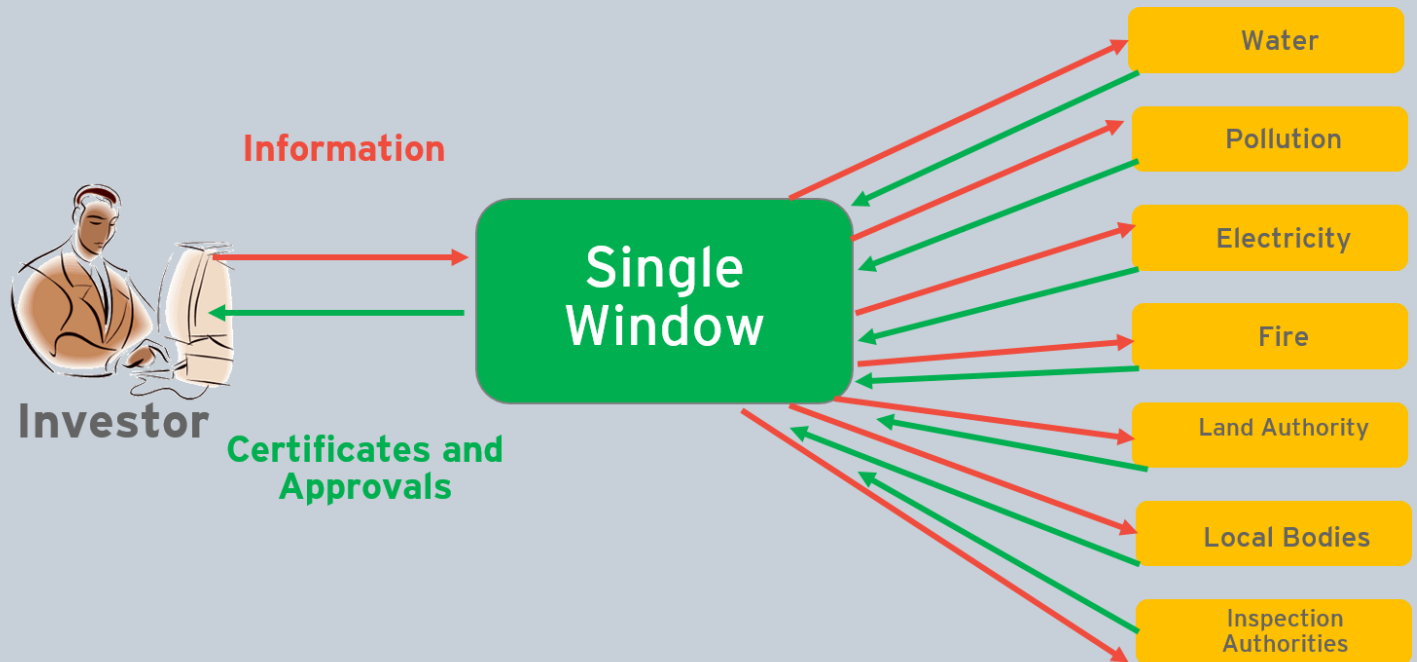 Information
Investor
Certificates and
Approvals
Single
Window
Water
Pollution
Electricity
Fire
Land Authority
Local Bodies
Inspection
Authorities